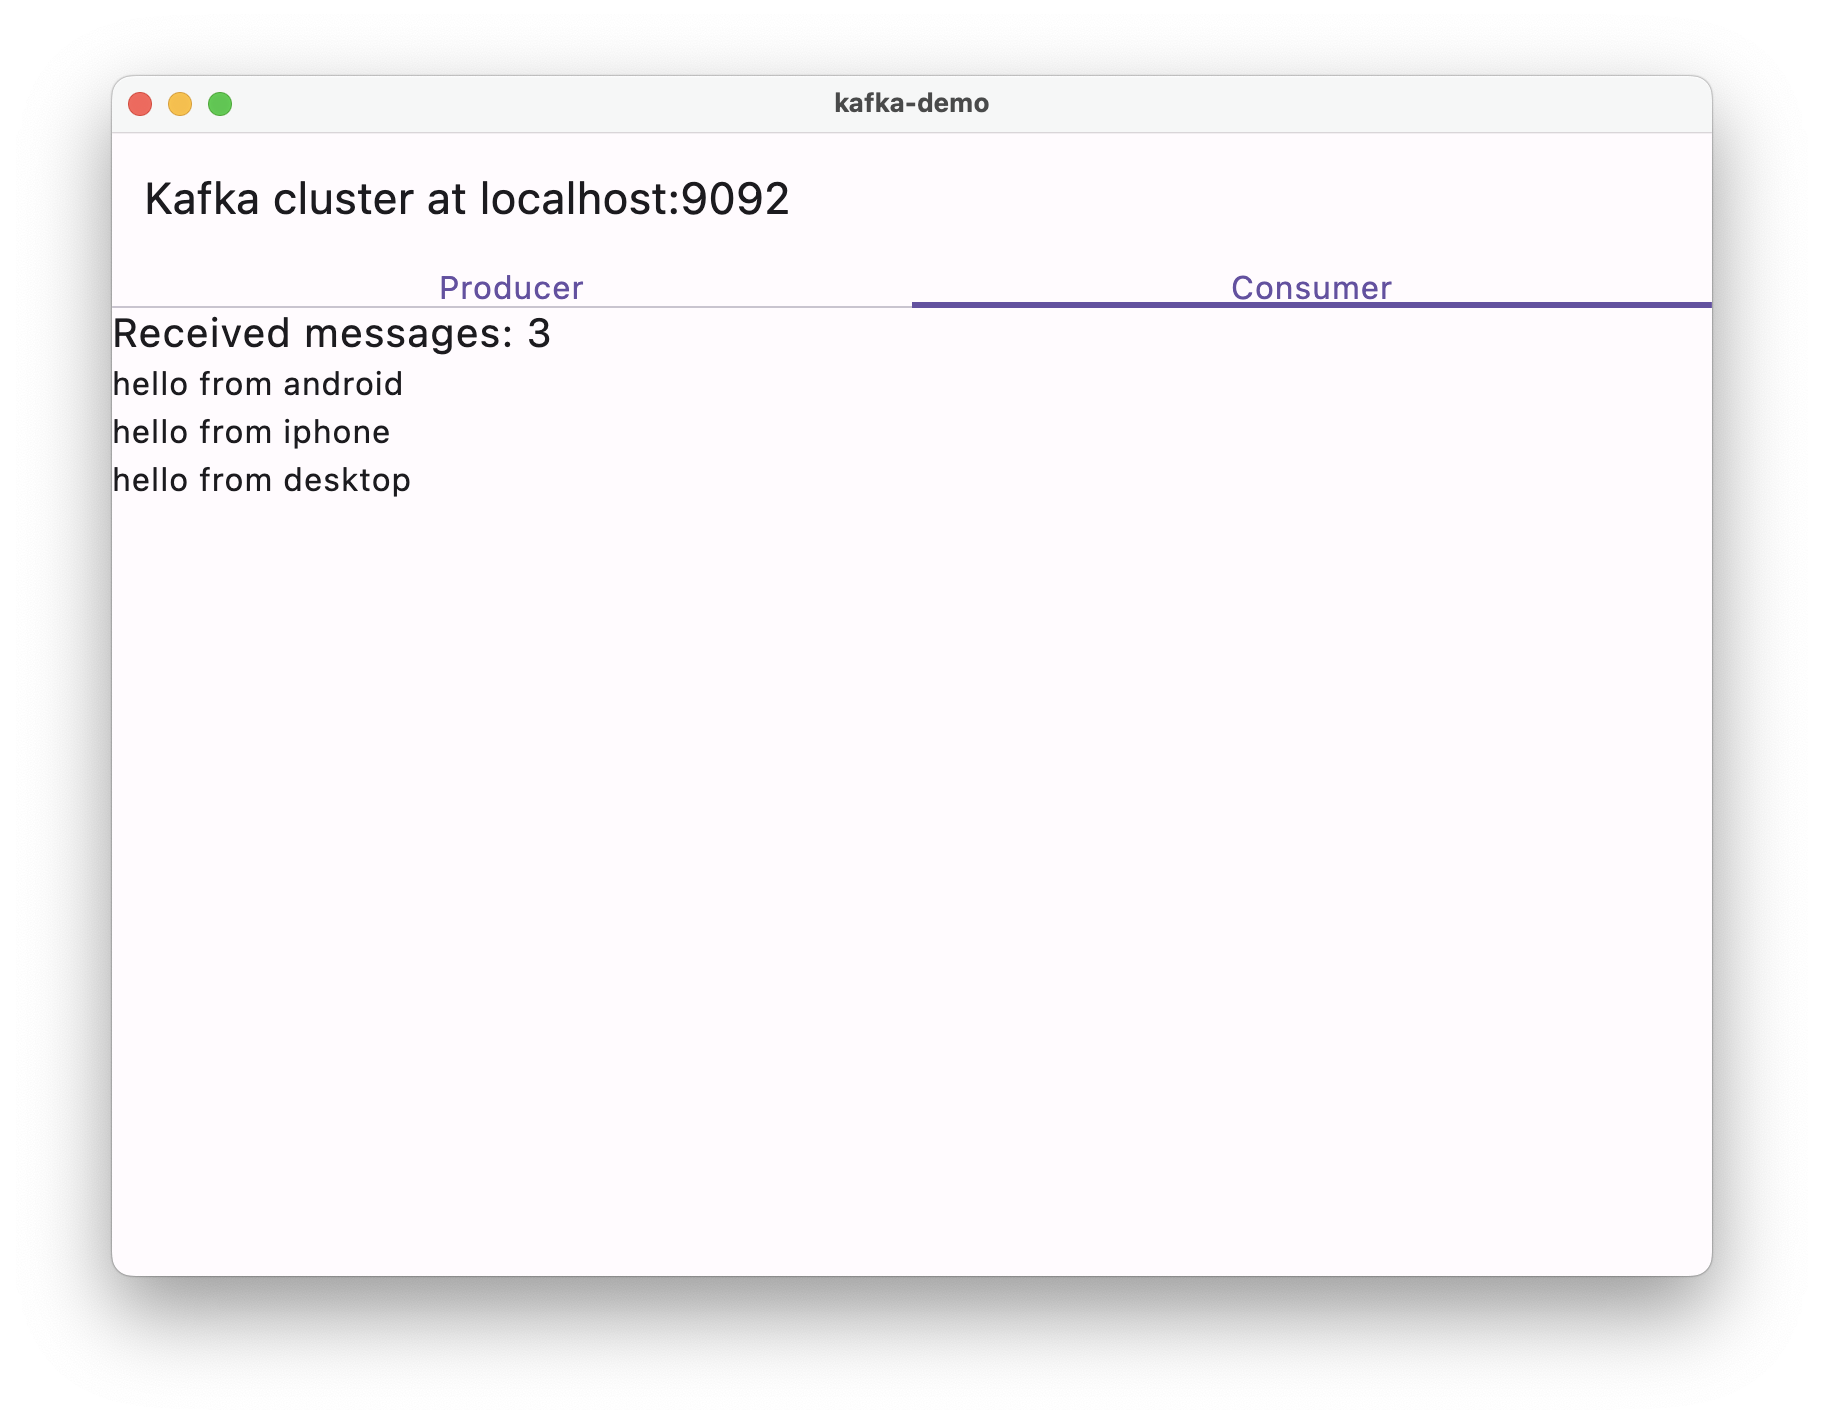 kafka-demo
Kafka cluster at localhost:9092
Producer Consumer
Received messages: 3
hello from android
hello from iphone
hello from desktop